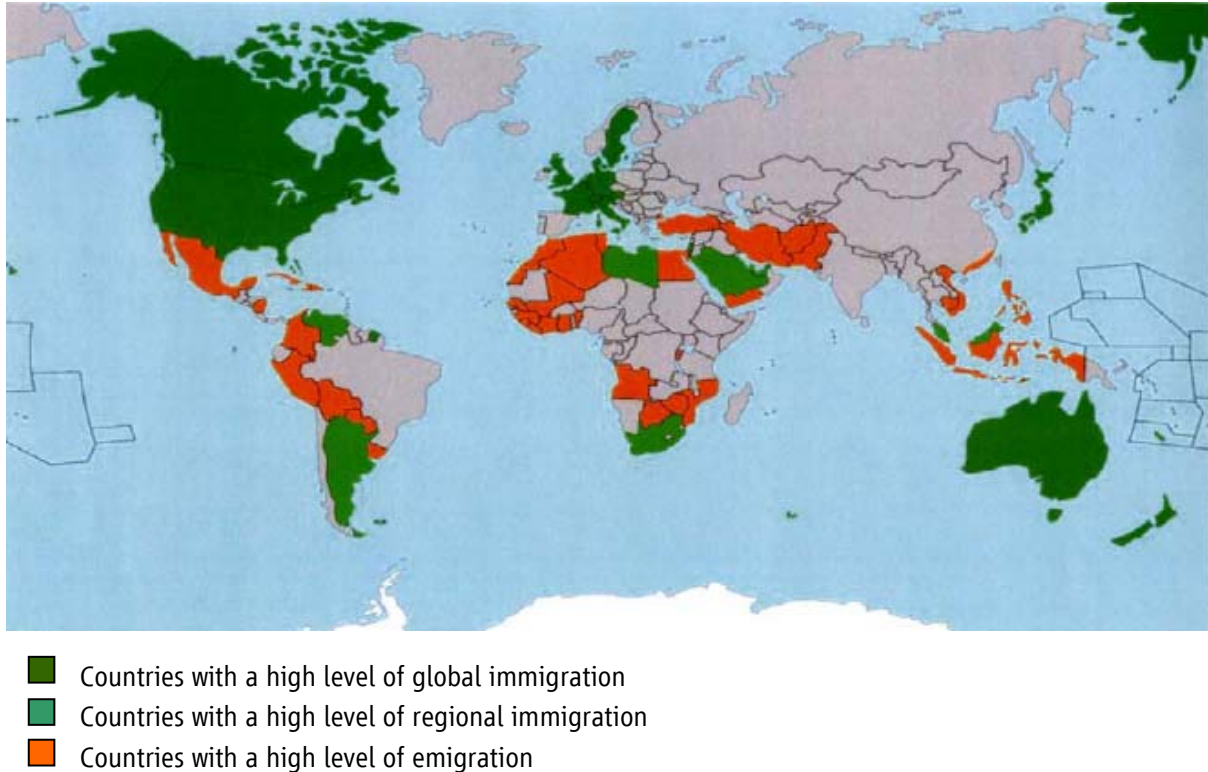 Countries with a high level of global immigration
Countries with a high level of regional immigration
Countries with a high level of emigration